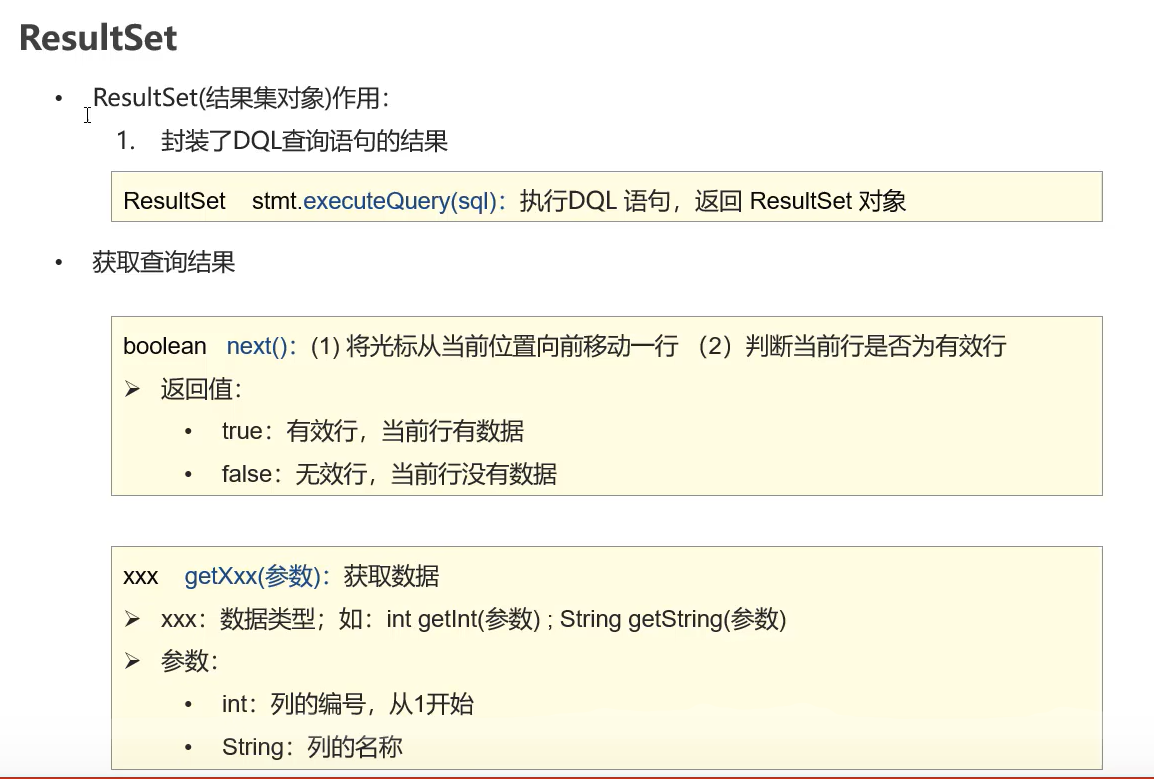 ResultSet
• ResultSet(结果集对象)作用：
1. 封装了DQL查询语句的结果
ResultSet stmt.executeQuery(sql)：执行DQL 语句，返回 ResultSet 对象
• 获取查询结果
boolean next()：(1) 将光标从当前位置向前移动一行 （2）判断当前行是否为有效行
➢ 返回值：
• true：有效行，当前行有数据
• false：无效行，当前行没有数据
xxx getXxx(参数)：获取数据
➢ xxx：数据类型；如：int getInt(参数) ; String getString(参数)
➢ 参数：
• int：列的编号，从1开始
• String：列的名称